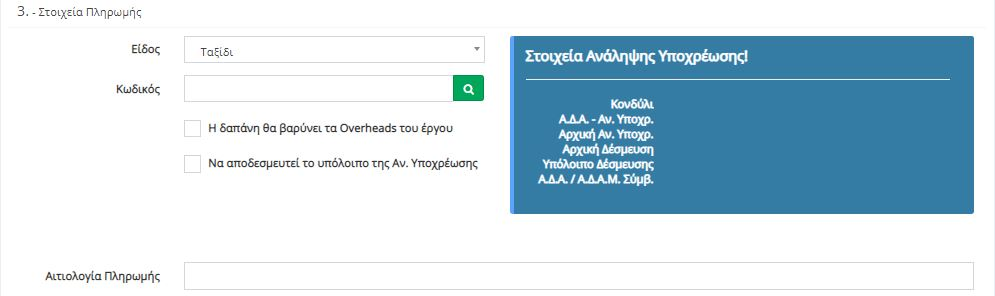 3. - Στοιχεία Πληρωμής
Είδος
Ταξίδι
Κωδικός
Η δαπάνη θα βαρύνει τα Overheads του έργου
Να αποδεσμευτεί το υπόλοιπο της Αν. Υποχρέωσης
Στοιχεία Ανάληψης Υποχρέωσης!
Κονδύλι
Α.Δ.Α. - Αν. Υποχρ.
Αρχική Αν. Υποχρ.
Αρχική Δέσμευση
Υπόλοιπο Δέσμευσης
Α.Δ.Α. / Α.Δ.Α.Μ. Σύμβ.
Αιτιολογία Πληρωμής